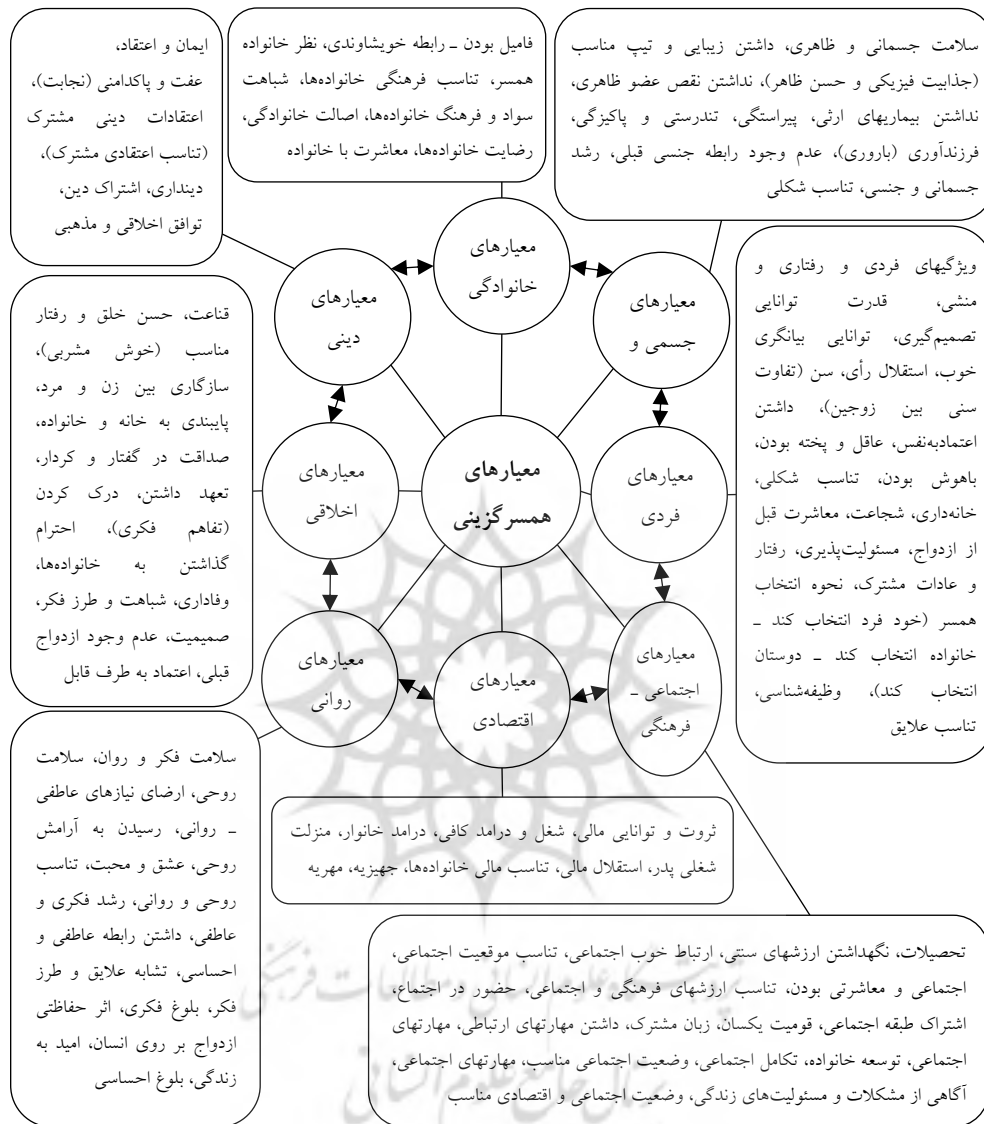 سلامت جسمانی و ظاهری، داشتن زیبایی و تیپ مناسب
(جذابیت فیزیکی و حسن ظاهر)، نداشتن نقص عضو ظاهری،
نداشتن بیماریهای ارثی، پیراستگی، تندرستی و پاکیزگی،
فرزندآوری (باروری)، عدم وجود رابطه جنسی قبلی، رشد
جسمانی و جنسی، تناسب شکلی
فامیل بودن ـ رابطه خویشاوندی، نظر خانواده
همسر، تناسب فرهنگی خانواده‌ها، شباهت
سواد و فرهنگ خانواده‌ها، اصالت خانوادگی،
رضایت خانواده‌ها، معاشرت با خانواده
ایمان و اعتقاد،
عفت و پاکدامنی (نجابت)،
اعتقادات دینی مشترک
(تناسب اعتقادی مشترک)،
دینداری، اشتراک دین،
توافق اخلاقی و مذهبی
معیارهای
خانوادگی
معیارهای
جسمی و
معیارهای
دینی
ویژگیهای فردی و رفتاری و
منشی، قدرت توانایی
تصمیم‌گیری، توانایی بیانگری
خوب، استقلال رأی، سن (تفاوت
سنی بین زوجین)، داشتن
اعتمادبه‌نفس، عاقل و پخته بودن،
باهوش بودن، تناسب شکلی،
خانه‌داری، شجاعت، معاشرت قبل
از ازدواج، مسئولیت‌پذیری، رفتار
و عادات مشترک، نحوه انتخاب
همسر (خود فرد انتخاب کند ـ
خانواده انتخاب کند ـ دوستان
انتخاب کند)، وظیفه‌شناسی،
تناسب علایق
معیارهای
فردی
معیارهای
همسرگزینی
معیارهای
اخلاقی
قناعت، حسن خلق و رفتار
مناسب (خوش مشربی)،
سازگاری بین زن و مرد،
پایبندی به خانه و خانواده،
صداقت در گفتار و کردار،
تعهد داشتن، درک کردن
(تفاهم فکری)، احترام
گذاشتن به خانواده‌ها،
وفاداری، شباهت و طرز فکر،
صمیمیت، عدم وجود ازدواج
قبلی، اعتماد به طرف قابل
معیارهای
اجتماعی ـ
فرهنگی
معیارهای
اقتصادی
معیارهای
روانی
سلامت فکر و روان، سلامت
روحی، ارضای نیازهای عاطفی
ـ روانی، رسیدن به آرامش
روحی، عشق و محبت، تناسب
روحی و روانی، رشد فکری و
عاطفی، داشتن رابطه عاطفی و
احساسی، تشابه علایق و طرز
فکر، بلوغ فکری، اثر حفاظتی
ازدواج بر روی انسان، امید به
زندگی، بلوغ احساسی
ثروت و توانایی مالی، شغل و درامد کافی، درامد خانوار، منزلت
شغلی پدر، استقلال مالی، تناسب مالی خانواده‌ها، جهیزیه، مهریه
تحصیلات، نگهداشتن ارزشهای سنتی، ارتباط خوب اجتماعی، تناسب موقعیت اجتماعی،
اجتماعی و معاشرتی بودن، تناسب ارزشهای فرهنگی و اجتماعی، حضور در اجتماع،
اشتراک طبقه اجتماعی، قومیت یکسان، زبان مشترک، داشتن مهارتهای ارتباطی، مهارتهای
اجتماعی، توسعه خانواده، تکامل اجتماعی، وضعیت اجتماعی مناسب، مهارتهای اجتماعی،
آگاهی از مشکلات و مسئولیت‌های زندگی، وضعیت اجتماعی و اقتصادی مناسب
پژوهشگاه علوم انسانی و مطالعات فرهنگی
پرتال جامع علوم انسانی